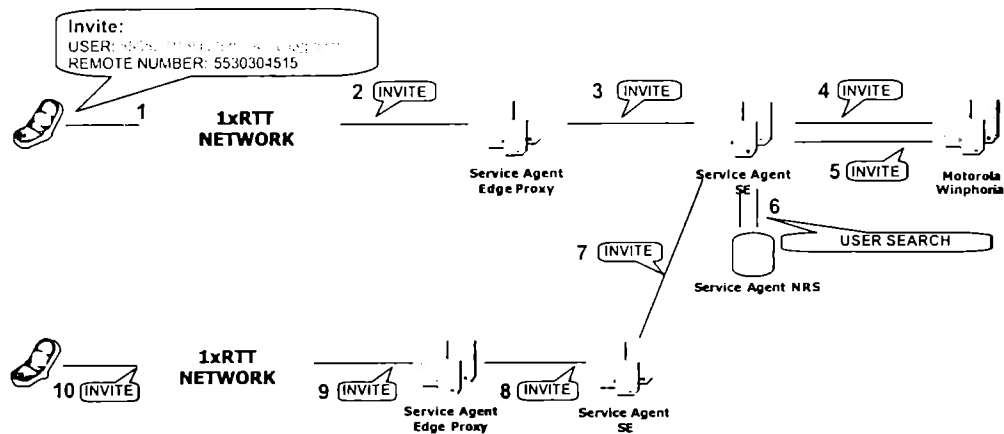 Invite:
USER:
REMOTE NUMBER: 5530304515
1
1xRTT
NETWORK
2 INVITE
3 INVITE
4 INVITE
5 INVITE
Service Agent
Edge Proxy
Service Agent
SE
Motorola
Winphoria
6
USER SEARCH
7 INVITE
Service Agent NRS
1xRTT
NETWORK
10 INVITE
9 INVITE
8 INVITE
Service Agent
Edge Proxy
Service Agent
SE